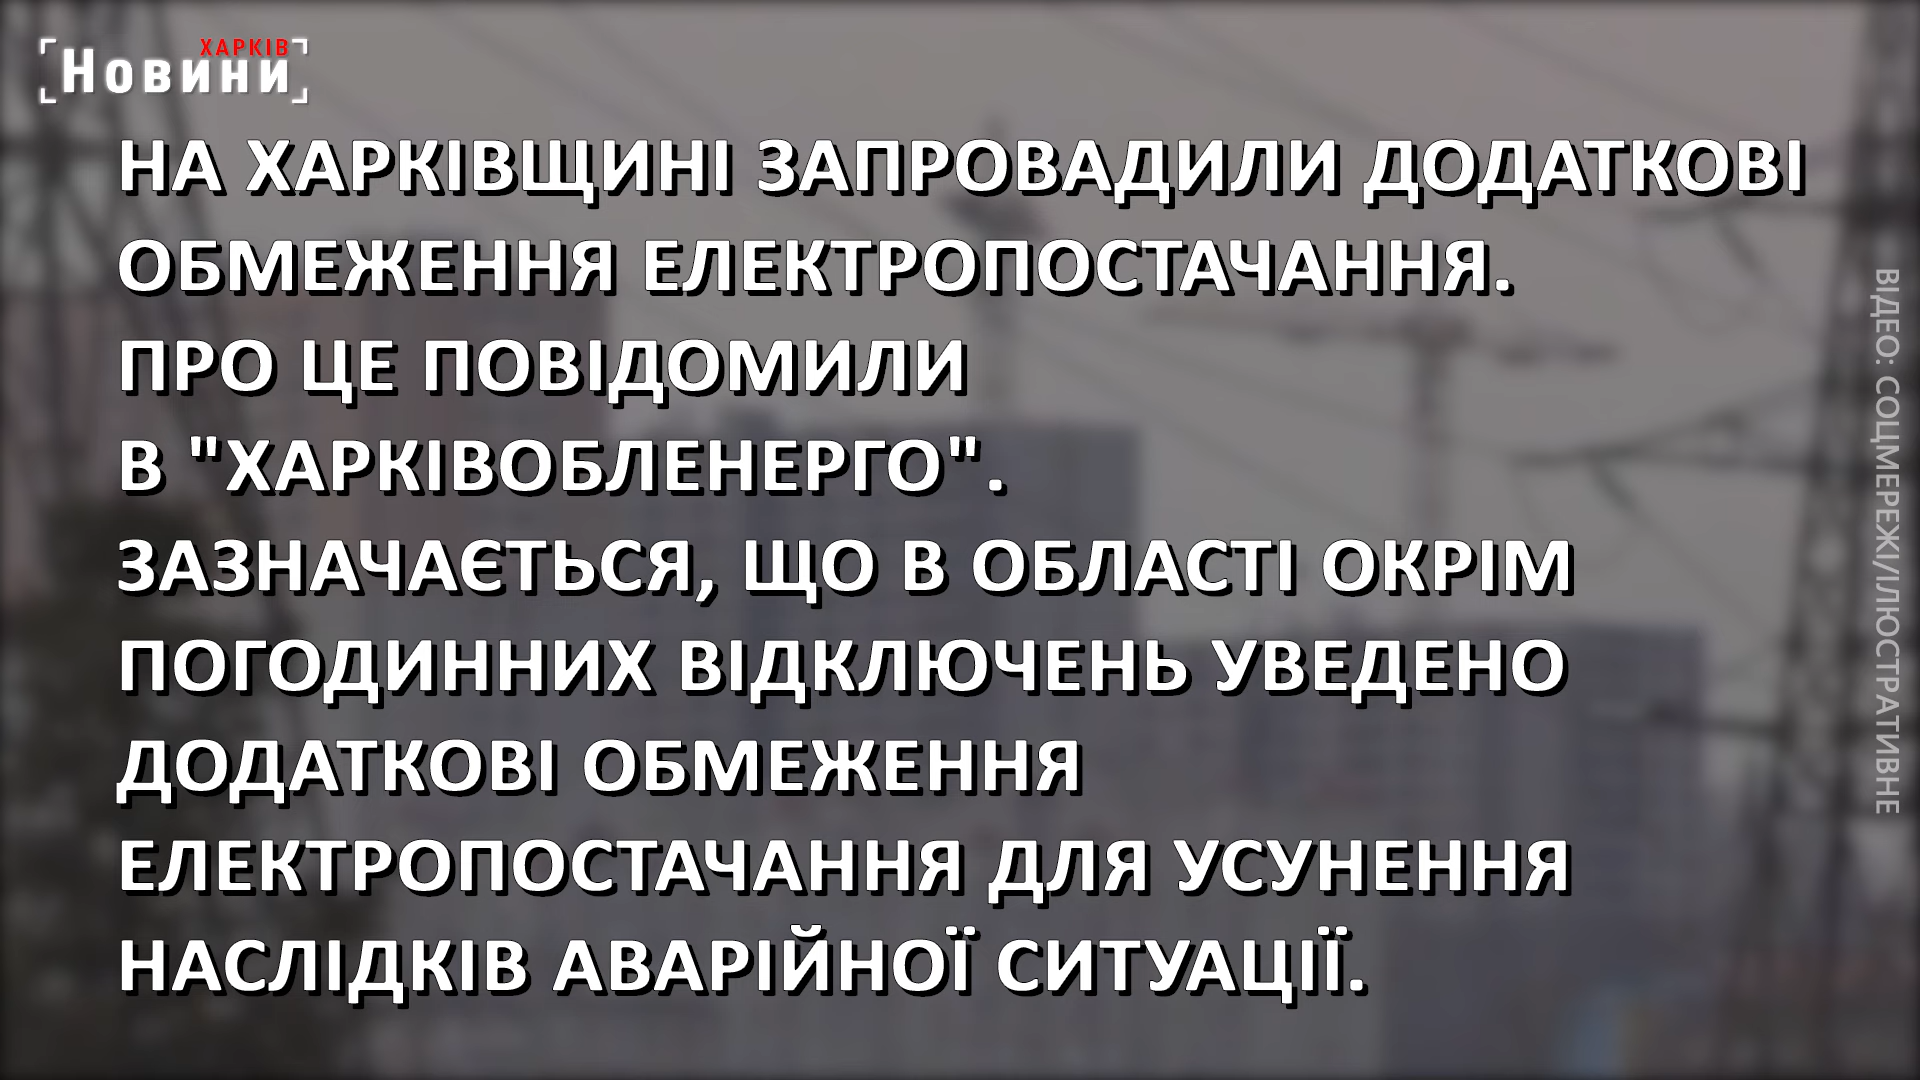 ХАРКІВ
Новини
НА ХАРКІВЩИНІ ЗАПРОВАДИЛИ ДОДАТКОВІ
ОБМЕЖЕННЯ ЕЛЕКТРОПОСТАЧАННЯ.
ПРО ЦЕ ПОВІДОМИЛИ
В "ХАРКІВОБЛЕНЕРГО".
ЗАЗНАЧАЄТЬСЯ, ЩО В ОБЛАСТІ ОКРІМ
ПОГОДИННИХ ВІДКЛЮЧЕНЬ УВЕДЕНО
ДОДАТКОВІ ОБМЕЖЕННЯ
ЕЛЕКТРОПОСТАЧАННЯ ДЛЯ УСУНЕННЯ
НАСЛІДКІВ АВАРІЙНОЇ СИТУАЦІЇ.
ВІДЕО: СОЦМЕРЕЖІ/ІЛЮСТРАТИВНЕ